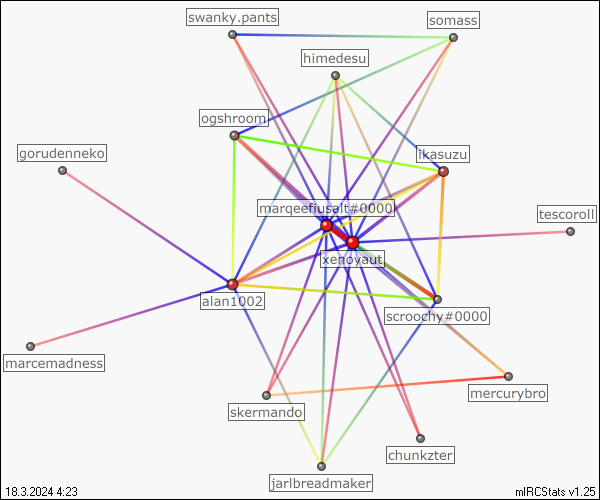 swanky.pants
somass
himedesu
ogshroom
ikasuzu
gorudenneko
marqeefiusalt#0000
tescoroll
xenoyaut
alan1002
scroochy#0000
marcemadness
mercurybro
skermando
chunkzter
jarlbreadmaker
18.3.2024 4:23
mIRCStats v1.25